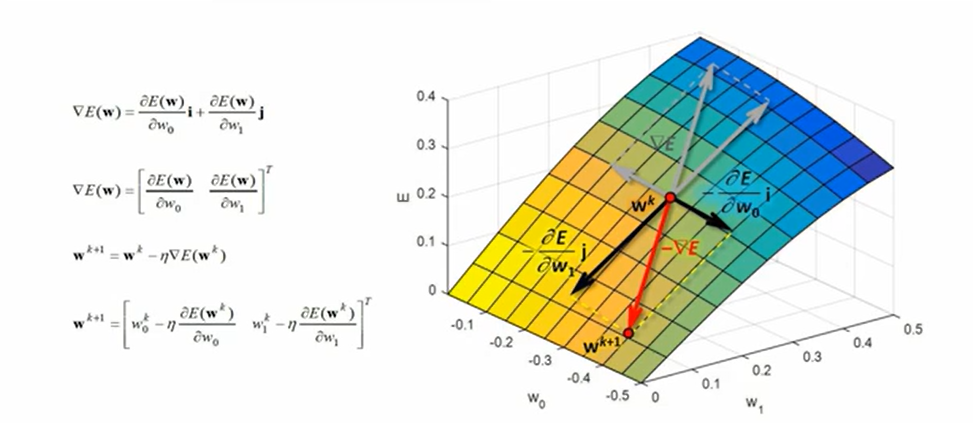 ∇E(w) = ∂E(w)/∂w₀ i + ∂E(w)/∂w₁ j
∇E(w) = [∂E(w)/∂w₀ ∂E(w)/∂w₁]ᵀ
wᵏ⁺¹ = wᵏ − η∇E(wᵏ)
wᵏ⁺¹ = [w₀ᵏ − η ∂E(wᵏ)/∂w₀ w₁ᵏ − η ∂E(wᵏ)/∂w₁]ᵀ
E
0.4
0.3
0.2
0.1
0
∇E
−∂E/∂w₀ j
wᵏ
−∂E/∂w₁ j
−∇E
wᵏ⁺¹
-0.1
-0.2
-0.3
-0.4
-0.5
w₀
0
0.1
0.2
0.3
0.4
0.5
w₁